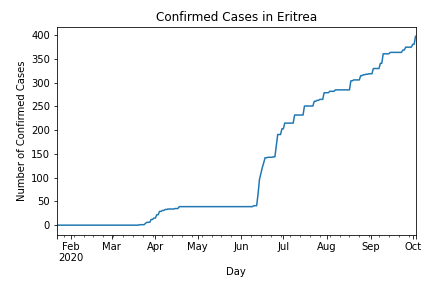 Confirmed Cases in Eritrea
Number of Confirmed Cases
400
350
300
250
200
150
100
50
0
Feb Mar Apr May Jun Jul Aug Sep Oct
2020
Day